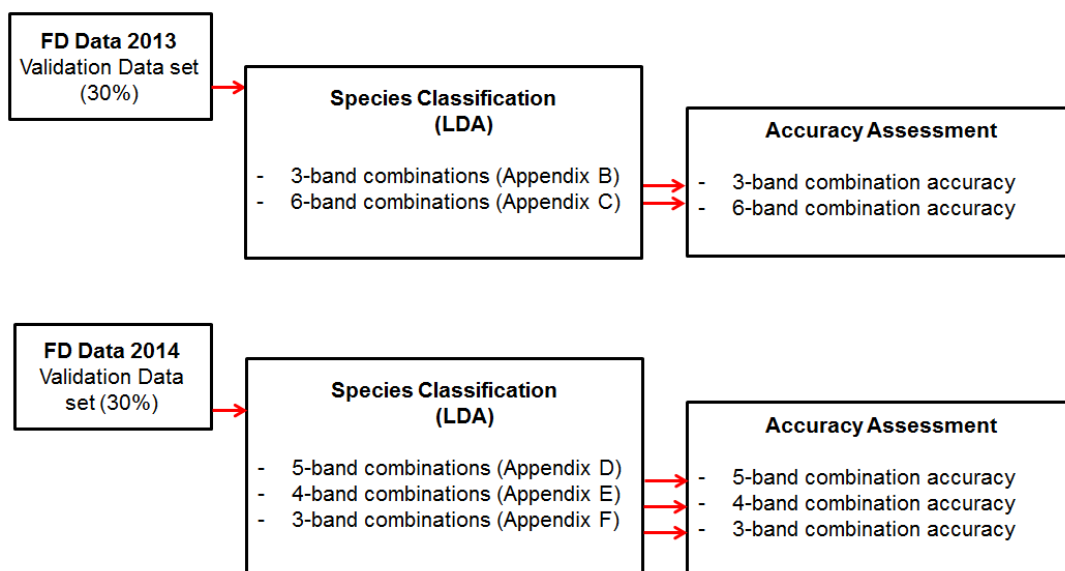 FD Data 2013
Validation Data set
(30%)
Species Classification
(LDA)
- 3-band combinations (Appendix B)
- 6-band combinations (Appendix C)
Accuracy Assessment
- 3-band combination accuracy
- 6-band combination accuracy
FD Data 2014
Validation Data
set (30%)
Species Classification
(LDA)
- 5-band combinations (Appendix D)
- 4-band combinations (Appendix E)
- 3-band combinations (Appendix F)
Accuracy Assessment
- 5-band combination accuracy
- 4-band combination accuracy
- 3-band combination accuracy